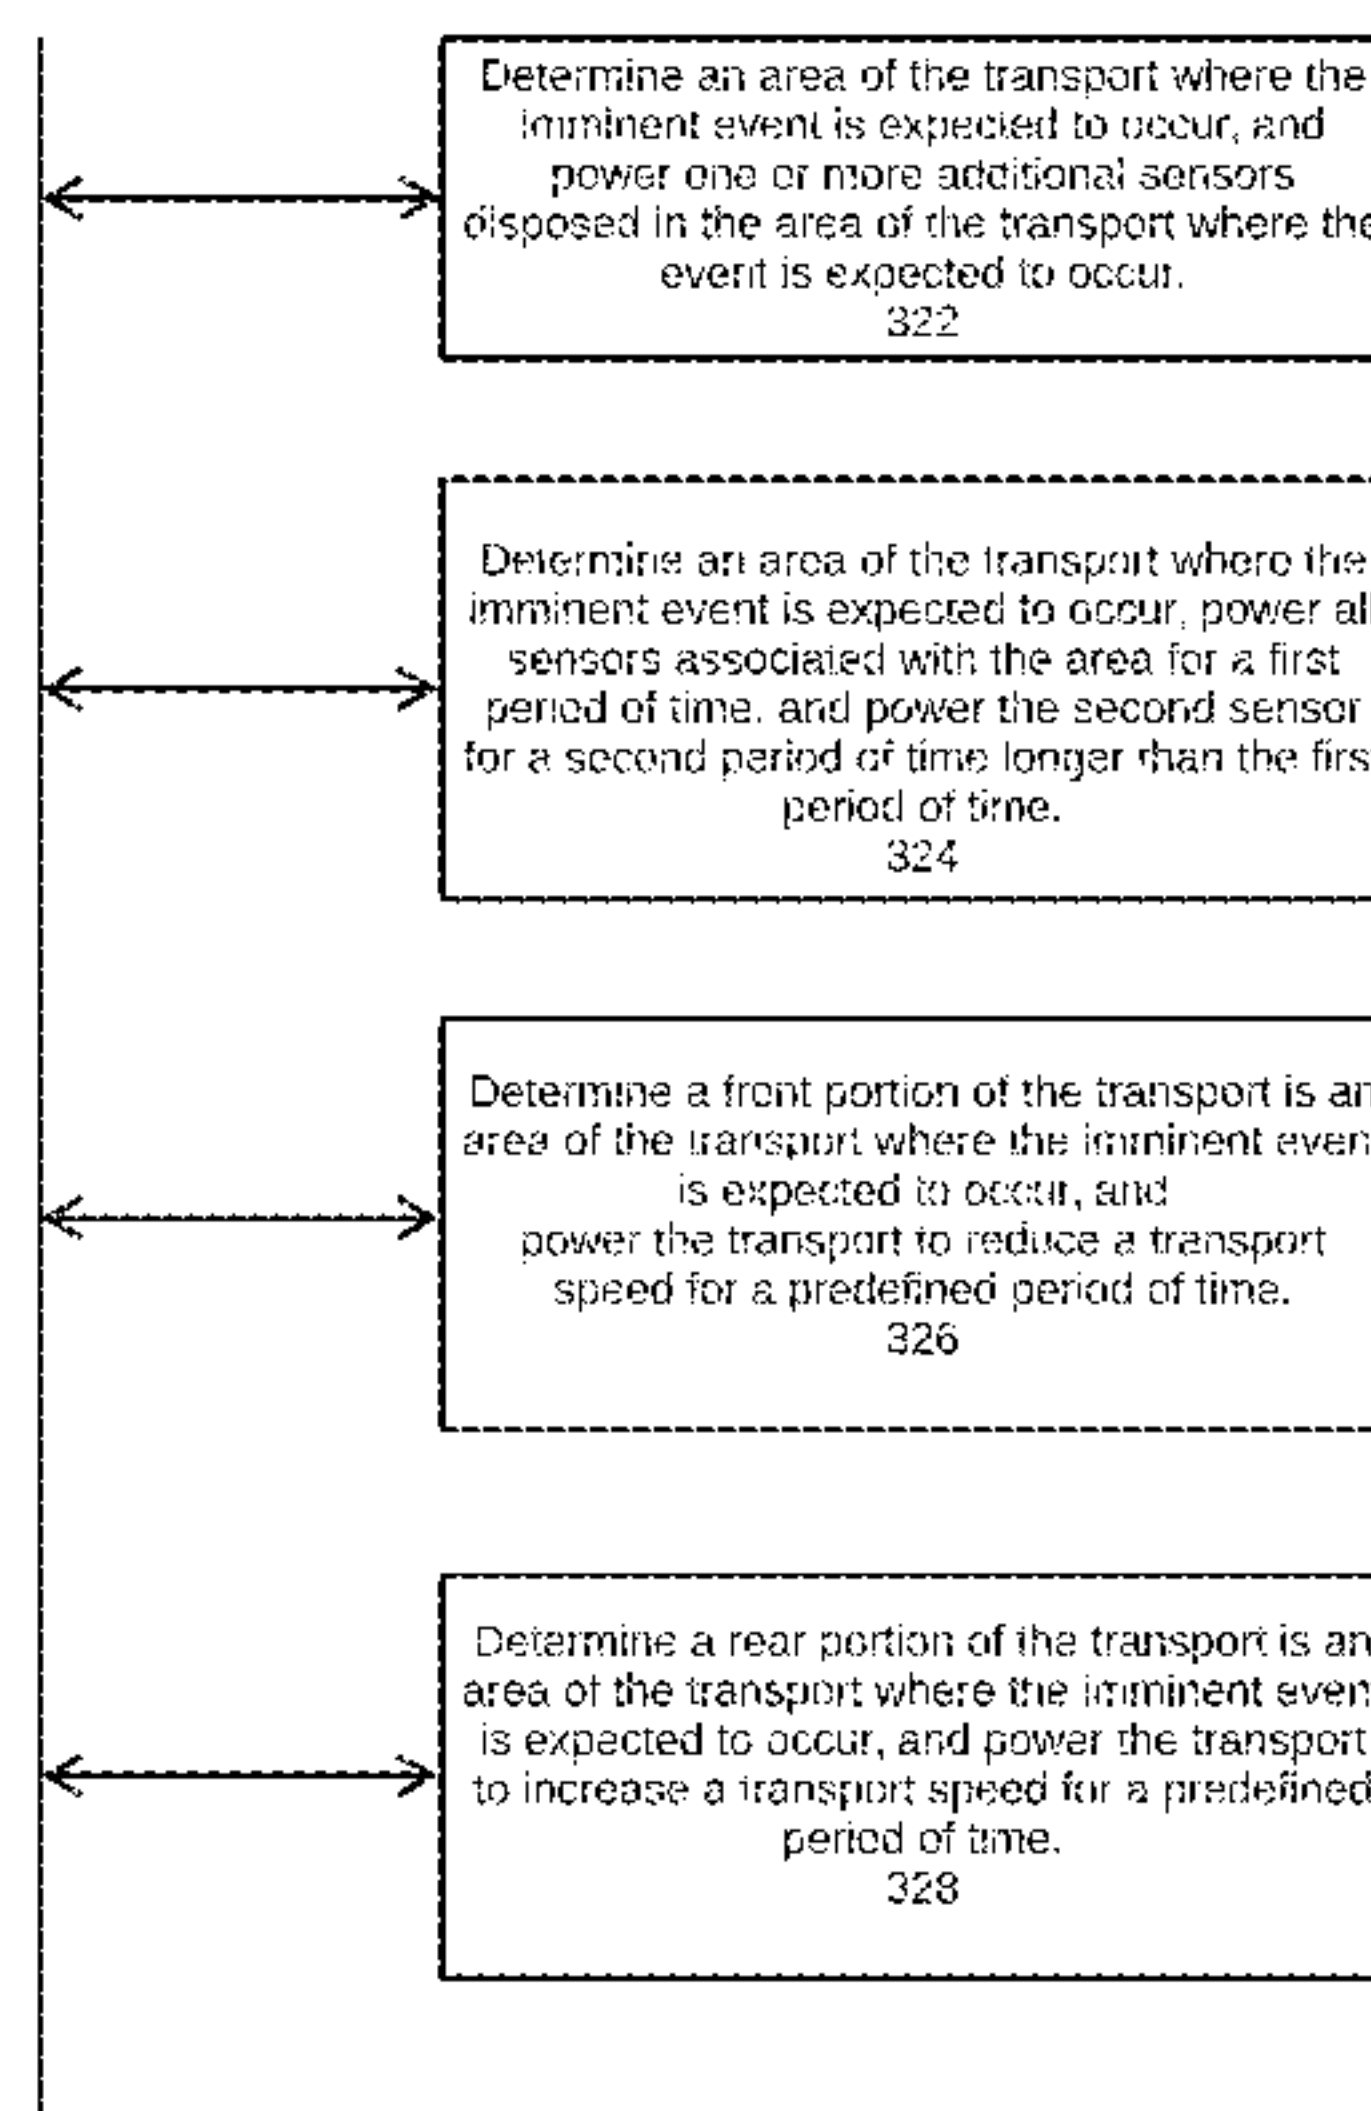 Determine an area of the transport where the
imminent event is expected to occur, and
power one or more additional sensors
disposed in the area of the transport where the
event is expected to occur.
322
Determine an area of the transport where the
imminent event is expected to occur, power all
sensors associated with the area for a first
period of time, and power the second sensor
for a second period of time longer than the firs
period of time.
324
Determine a front portion of the transport is an
area of the transport where the imminent even
is expected to occur, and
power the transport to reduce a transport
speed for a predefined period of time.
326
Determine a rear portion of the transport is an
area of the transport where the imminent even
is expected to occur, and power the transport
to increase a transport speed for a predefined
period of time.
328